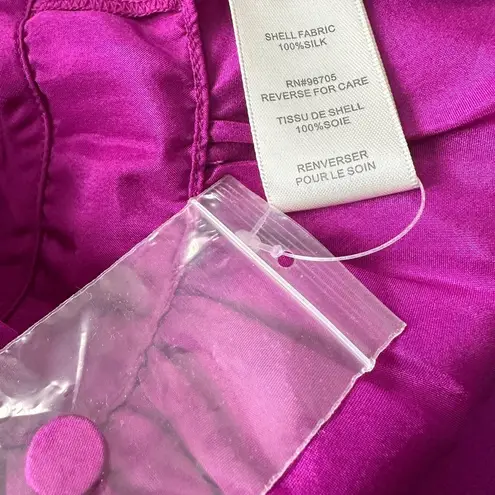 SHELL FABRIC
100%SILK
RN#96705
REVERSE FOR CARE
TISSU DE SHELL
100%SOIE
RENVERSER
POUR LE SOIN